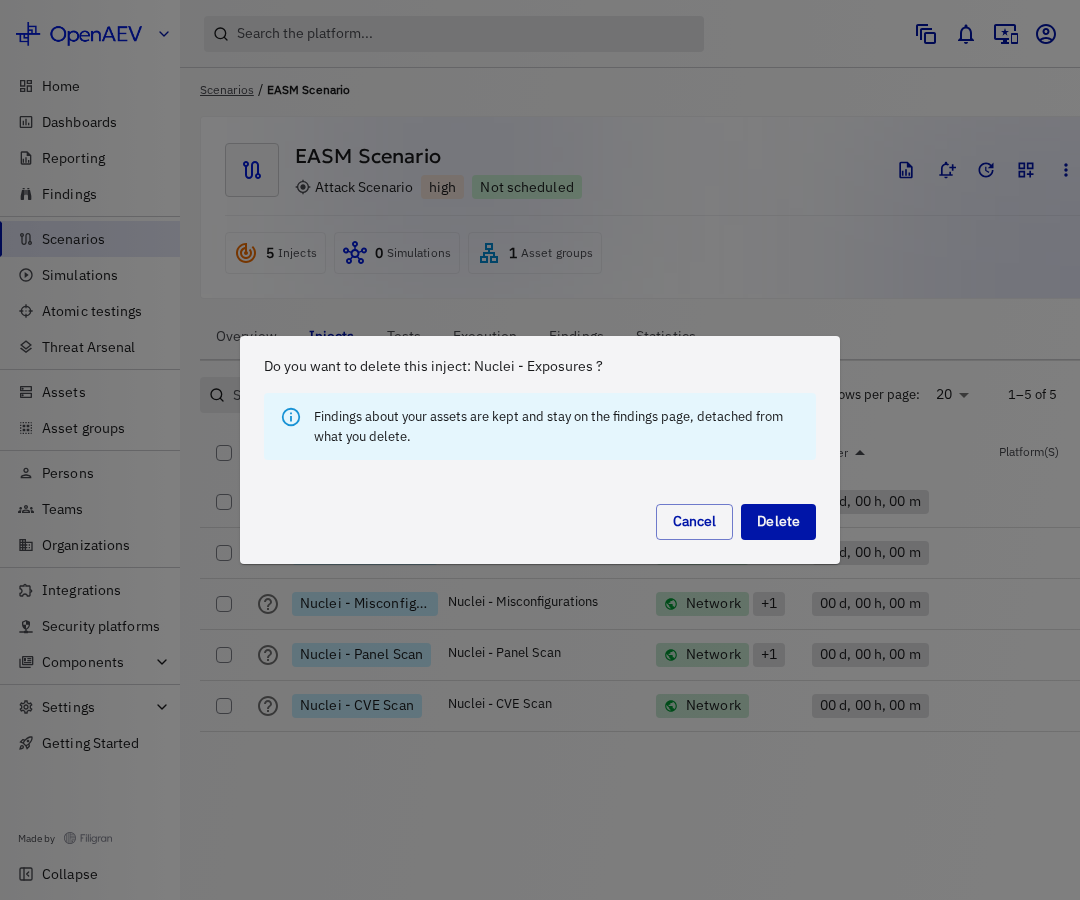 OpenAEV
Search the platform...
Home
Dashboards
Reporting
Findings
Scenarios
Simulations
Atomic testings
Threat Arsenal
Assets
Asset groups
Persons
Teams
Organizations
Integrations
Security platforms
Components
Settings
Getting Started
Made by Filigran
Collapse
Scenarios / EASM Scenario
EASM Scenario
Attack Scenario high Not scheduled
5 Injects 0 Simulations 1 Asset groups
Overview Injects Tests Execution Findings Statistics
ows per page: 20 1–5 of 5
Platform(S)
Do you want to delete this inject: Nuclei - Exposures ?
Findings about your assets are kept and stay on the findings page, detached from
what you delete.
Cancel Delete
d, 00 h, 00 m
d, 00 h, 00 m
Nuclei - Misconfig... Nuclei - Misconfigurations Network +1 00 d, 00 h, 00 m
Nuclei - Panel Scan Nuclei - Panel Scan Network +1 00 d, 00 h, 00 m
Nuclei - CVE Scan Nuclei - CVE Scan Network 00 d, 00 h, 00 m